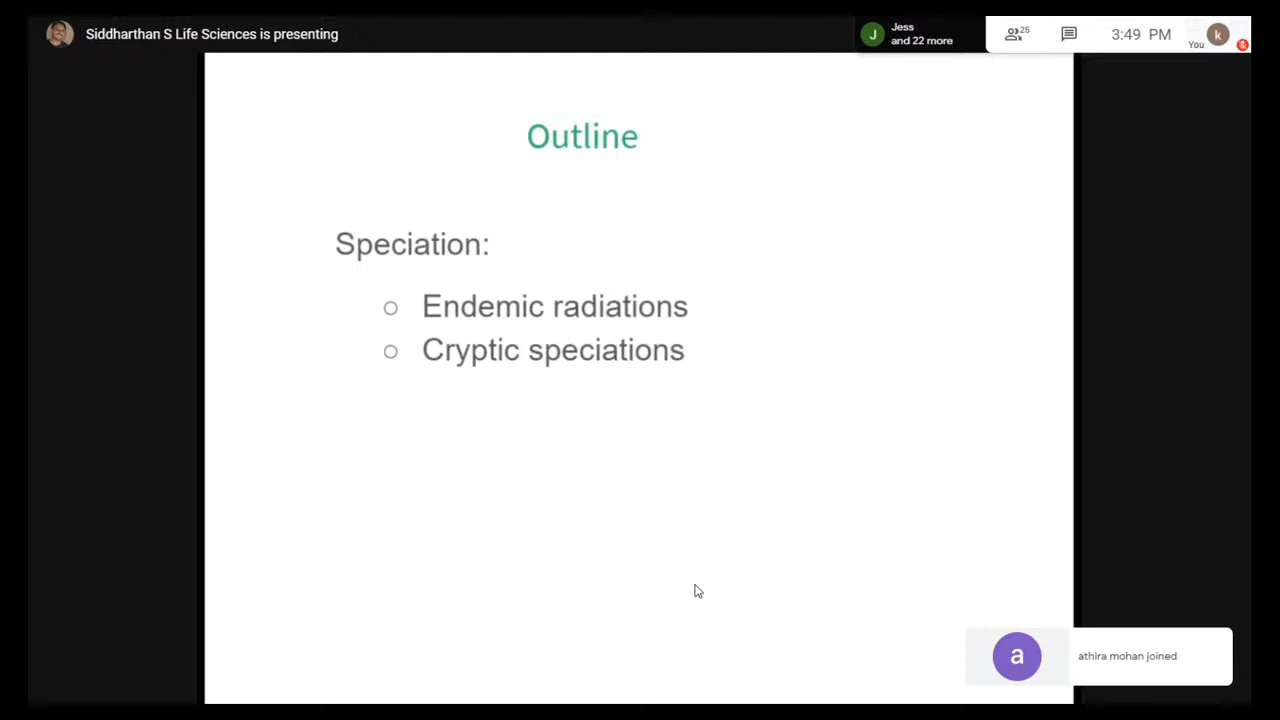 Siddharthan S Life Sciences is presenting
J
Jess
and 22 more
25
3:49 PM
You
k
Outline
Speciation:
Endemic radiations
Cryptic speciations
a
athira mohan joined